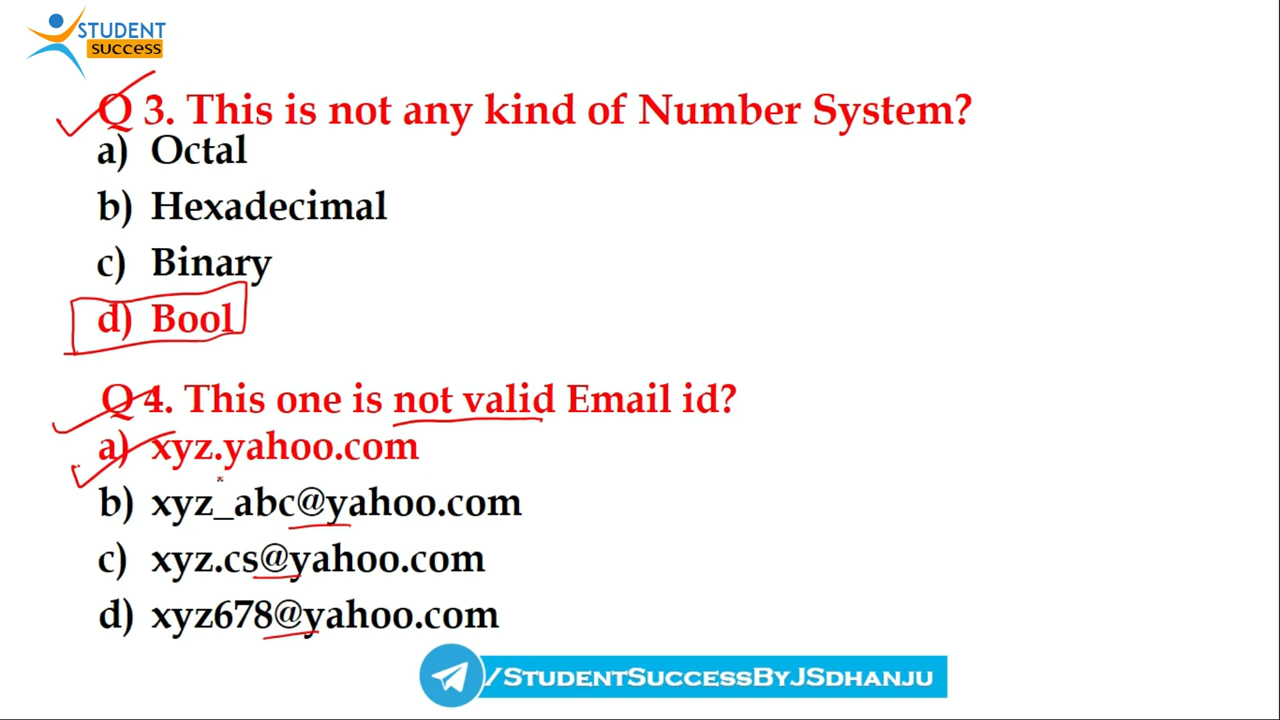 STUDENT
success
Q 3. This is not any kind of Number System?
a) Octal
b) Hexadecimal
c) Binary
d) Bool
Q 4. This one is not valid Email id?
a) xyz.yahoo.com
b) xyz_abc@yahoo.com
c) xyz.cs@yahoo.com
d) xyz678@yahoo.com
/StudentSuccessByJSdhanju